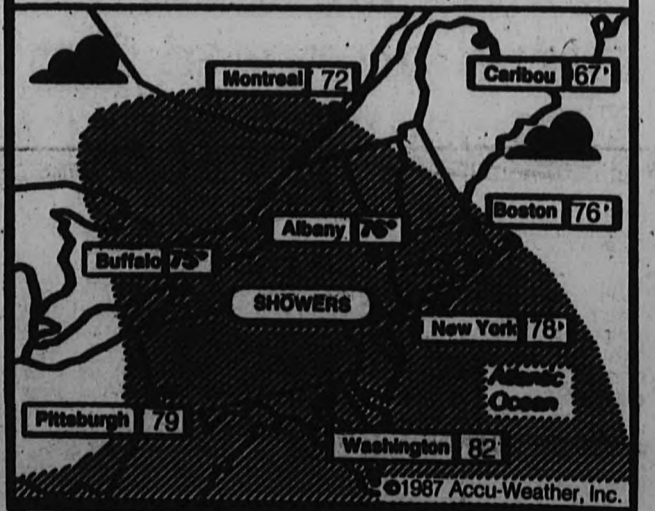 Montreal 72
Caribou 67°
Boston 76°
Albany 76°
Buffalo 75°
SHOWERS
New York 78°
Atlantic
Ocean
Pittsburgh 79
Washington 82
©1987 Accu-Weather, Inc.